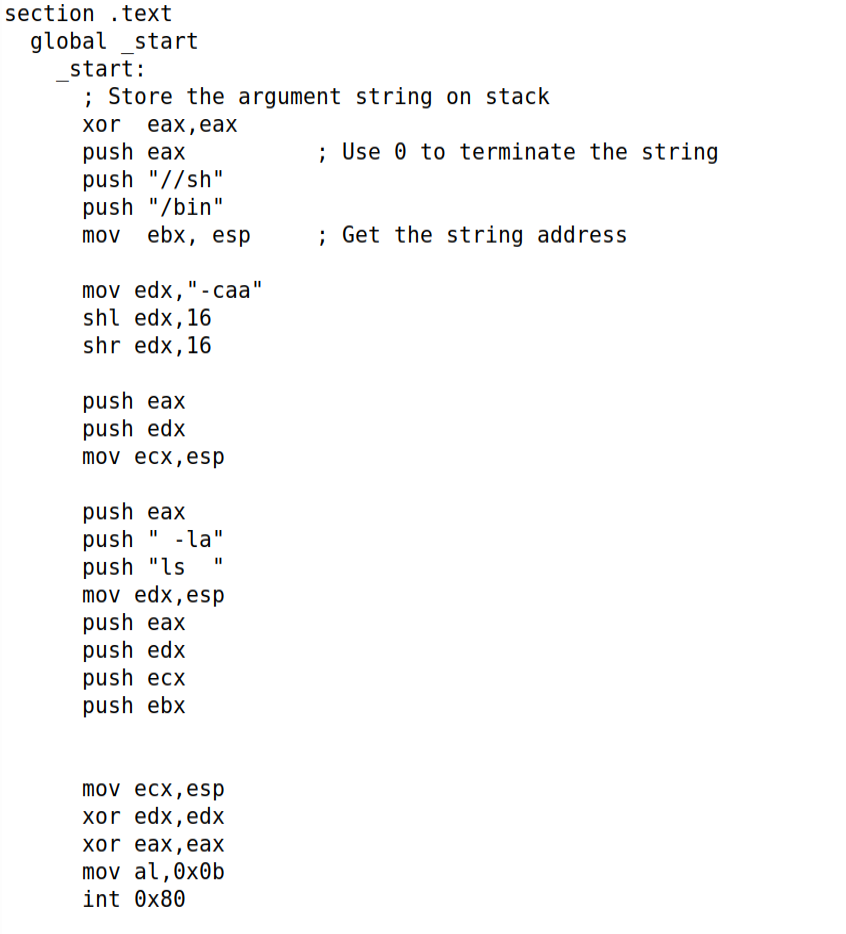 section .text
  global _start
    _start:
      ; Store the argument string on stack
      xor  eax,eax
      push eax          ; Use 0 to terminate the string
      push "//sh"
      push "/bin"
      mov  ebx, esp     ; Get the string address

      mov edx,"-caa"
      shl edx,16
      shr edx,16

      push eax
      push edx
      mov ecx,esp

      push eax
      push " -la"
      push "ls  "
      mov edx,esp
      push eax
      push edx
      push ecx
      push ebx


      mov ecx,esp
      xor edx,edx
      xor eax,eax
      mov al,0x0b
      int 0x80